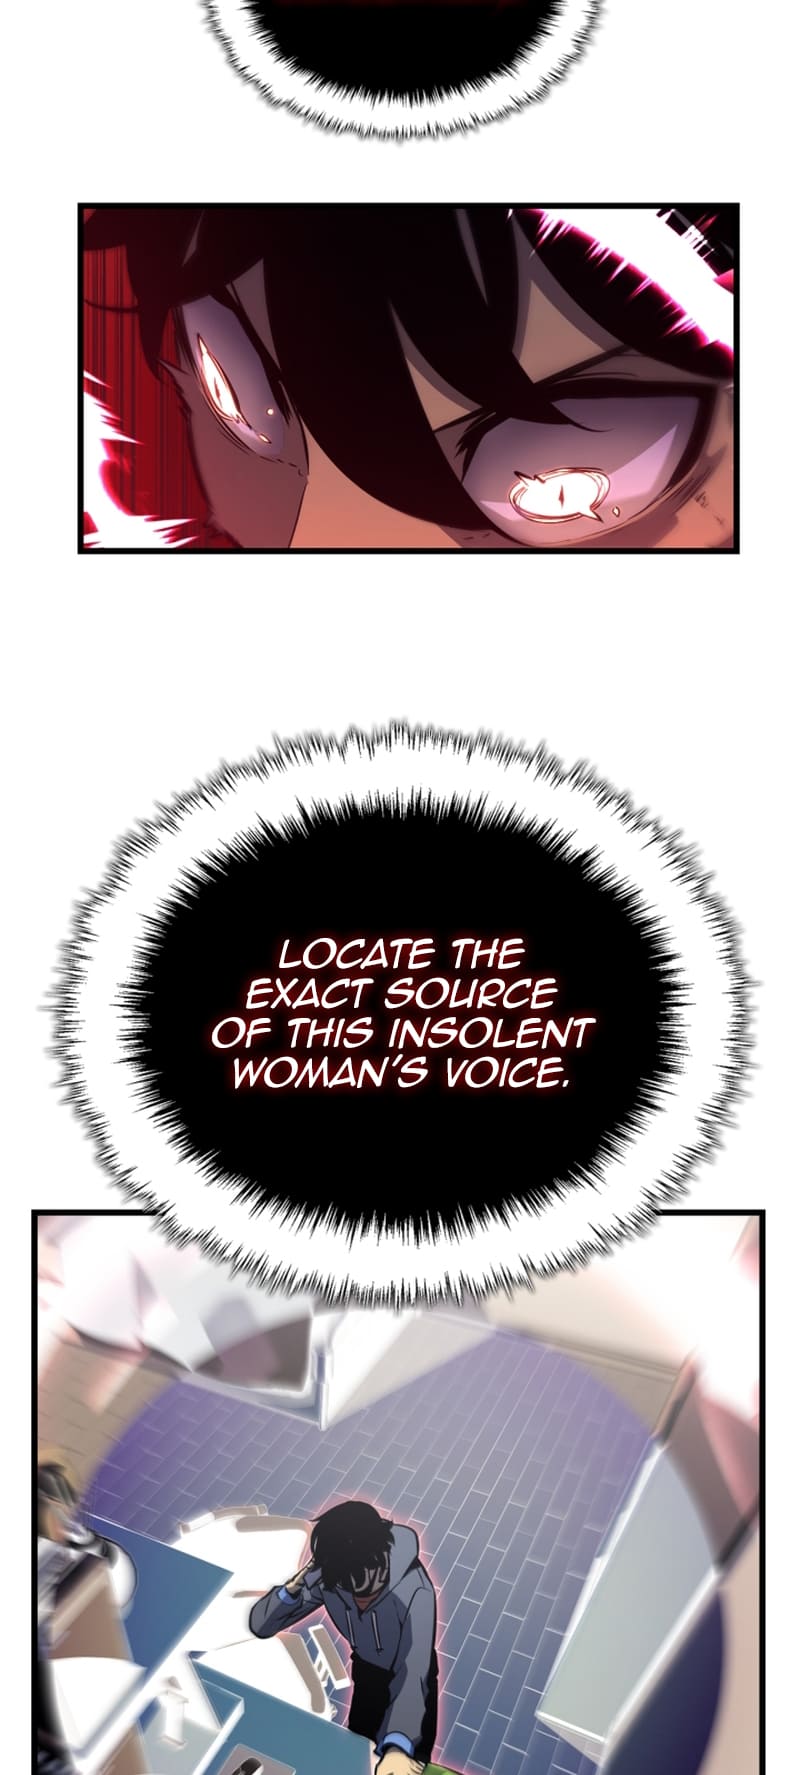 LOCATE THE
EXACT SOURCE
OF THIS INSOLENT
WOMAN'S VOICE.